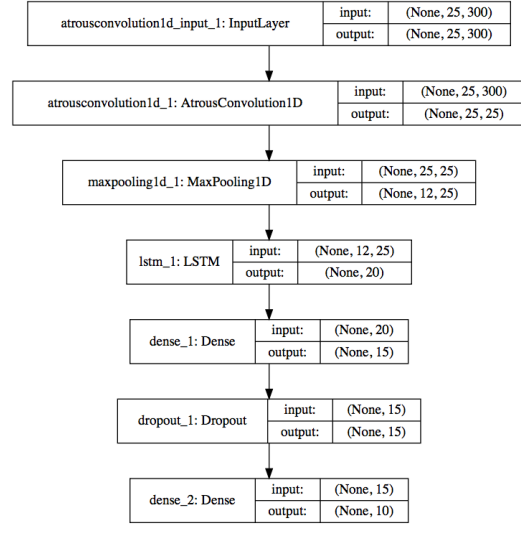 atrousconvolution1d_input_1: InputLayer
input:
(None, 25, 300)
output:
(None, 25, 300)
atrousconvolution1d_1: AtrousConvolution1D
input:
(None, 25, 300)
output:
(None, 25, 25)
maxpooling1d_1: MaxPooling1D
input:
(None, 25, 25)
output:
(None, 12, 25)
lstm_1: LSTM
input:
(None, 12, 25)
output:
(None, 20)
dense_1: Dense
input:
(None, 20)
output:
(None, 15)
dropout_1: Dropout
input:
(None, 15)
output:
(None, 15)
dense_2: Dense
input:
(None, 15)
output:
(None, 10)